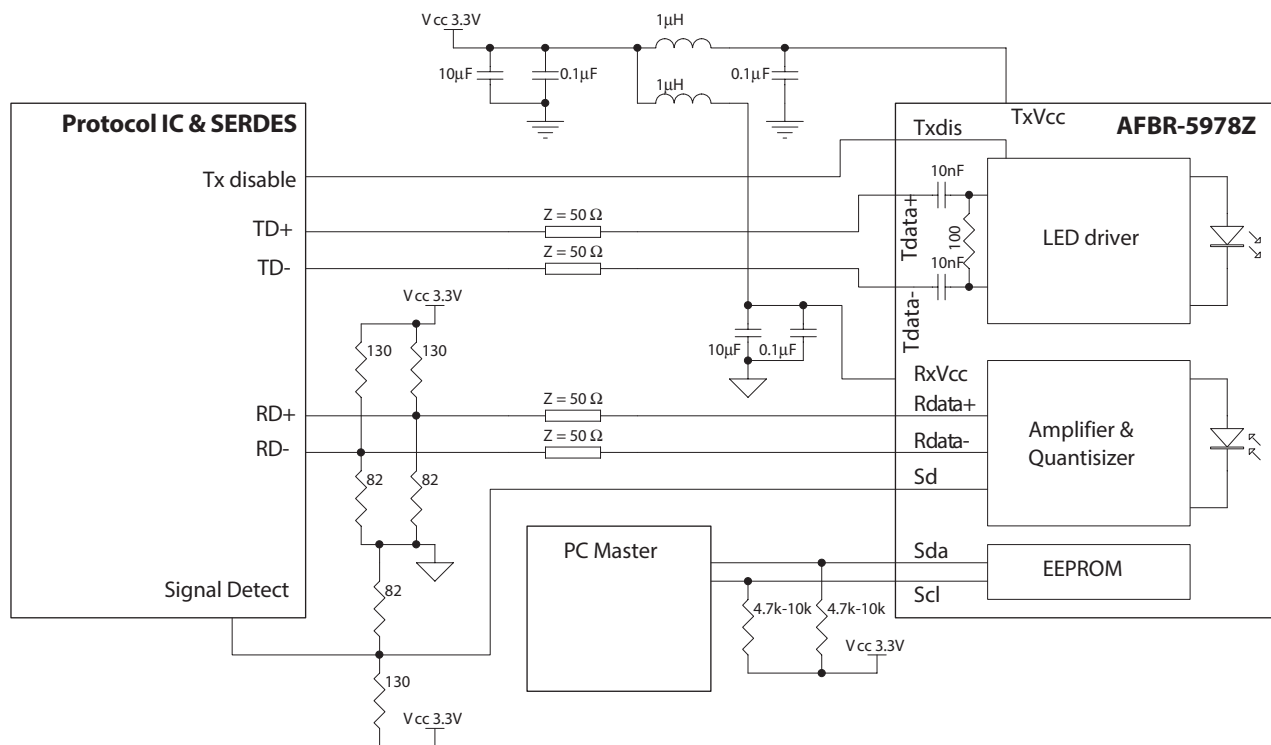 Vcc 3.3V
1µH
10µF
0.1µF
1µH
0.1µF
Protocol IC & SERDES
Tx disable
TD+
TD-
RD+
RD-
Signal Detect
Z = 50 Ω
Z = 50 Ω
Vcc 3.3V
130
130
82
82
82
130
Vcc 3.3V
10µF
0.1µF
Z = 50 Ω
Z = 50 Ω
PC Master
4.7k-10k
4.7k-10k
Vcc 3.3V
TxVcc
AFBR-5978Z
Txdis
Tdata+
Tdata-
10nF
100
10nF
LED driver
RxVcc
Rdata+
Rdata-
Sd
Amplifier &
Quantisizer
Sda
Scl
EEPROM